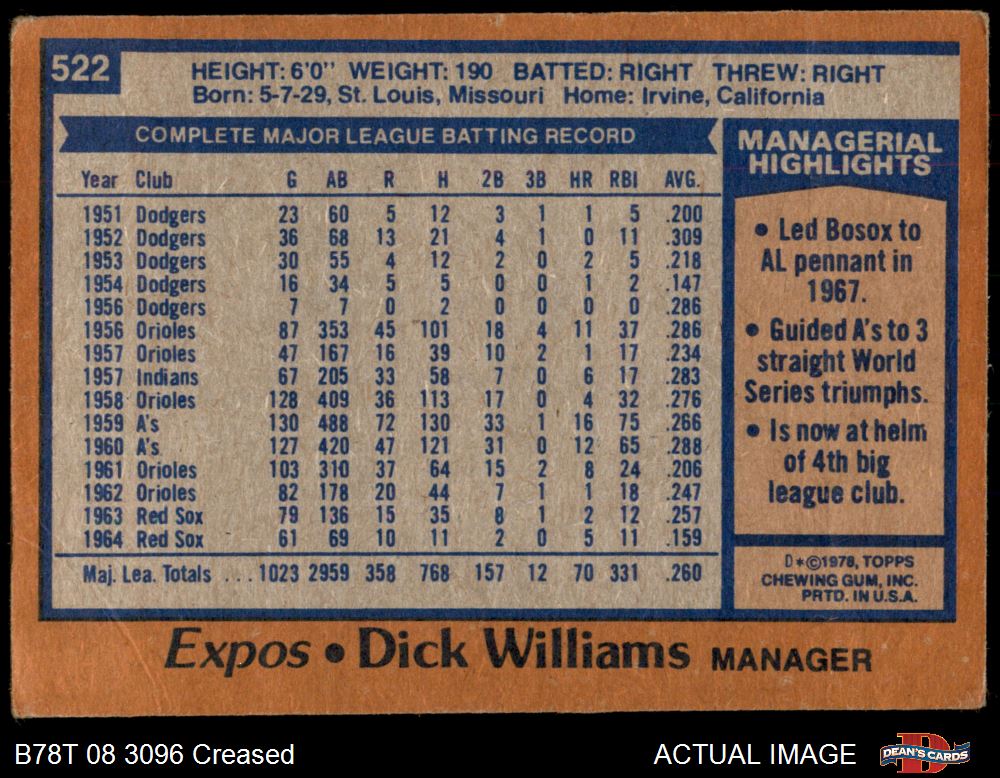 522
HEIGHT: 6'0" WEIGHT: 190 BATTED: RIGHT THREW: RIGHT
Born: 5-7-29, St. Louis, Missouri Home: Irvine, California
COMPLETE MAJOR LEAGUE BATTING RECORD
Year Club G AB R H 2B 3B HR RBI AVG.
1951 Dodgers 23 60 5 12 3 1 1 5 .200
1952 Dodgers 36 68 13 21 4 1 0 11 .309
1953 Dodgers 30 55 4 12 2 0 2 5 .218
1954 Dodgers 16 34 5 5 0 0 1 2 .147
1956 Dodgers 7 7 0 2 0 0 0 0 .286
1956 Orioles 87 353 45 101 18 4 11 37 .286
1957 Orioles 47 167 16 39 10 2 1 17 .234
1957 Indians 67 205 33 58 7 0 6 17 .283
1958 Orioles 128 409 36 113 17 0 4 32 .276
1959 A's 130 488 72 130 33 1 16 75 .266
1960 A's 127 420 47 121 31 0 12 65 .288
1961 Orioles 103 310 37 64 15 2 8 24 .206
1962 Orioles 82 178 20 44 7 1 1 18 .247
1963 Red Sox 79 136 15 35 8 1 2 12 .257
1964 Red Sox 61 69 10 11 2 0 5 11 .159
Maj. Lea. Totals ... 1023 2959 358 768 157 12 70 331 .260
MANAGERIAL
HIGHLIGHTS
• Led Bosox to
AL pennant in
1967.
• Guided A's to 3
straight World
Series triumphs.
• Is now at helm
of 4th big
league club.
D*©1978, TOPPS
CHEWING GUM, INC.
PRTD. IN U.S.A.
Expos • Dick Williams MANAGER
B78T 08 3096 Creased
ACTUAL IMAGE
DEAN'S CARDS